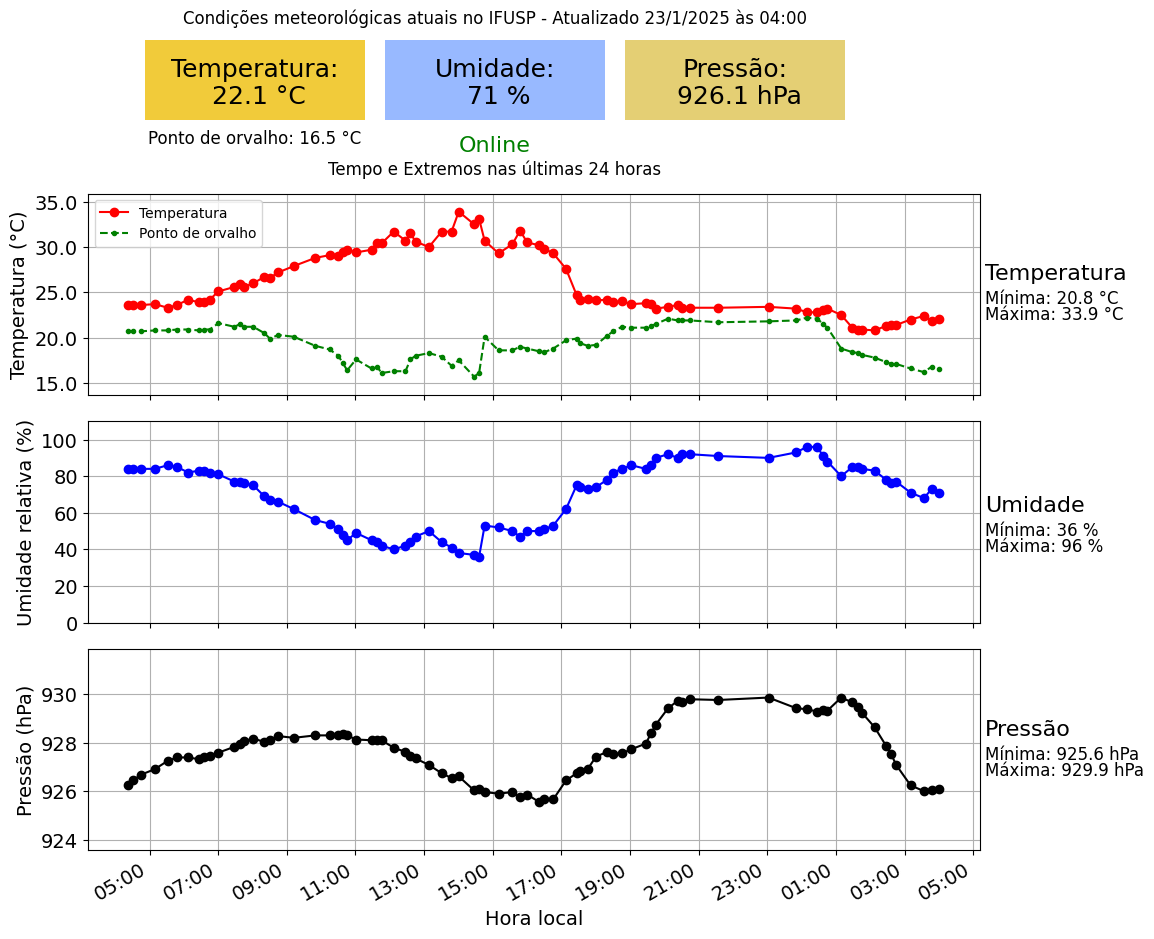 Condições meteorológicas atuais no IFUSP - Atualizado 23/1/2025 às 04:00
Temperatura:
22.1 °C
Umidade:
71 %
Pressão:
926.1 hPa
Ponto de orvalho: 16.5 °C
Online
Tempo e Extremos nas últimas 24 horas
Temperatura (°C)
35.0
30.0
25.0
20.0
15.0
Temperatura
Ponto de orvalho
Temperatura
Mínima: 20.8 °C
Máxima: 33.9 °C
Umidade relativa (%)
100
80
60
40
20
0
Umidade
Mínima: 36 %
Máxima: 96 %
Pressão (hPa)
930
928
926
924
Pressão
Mínima: 925.6 hPa
Máxima: 929.9 hPa
05:00 07:00 09:00 11:00 13:00 15:00 17:00 19:00 21:00 23:00 01:00 03:00 05:00
Hora local